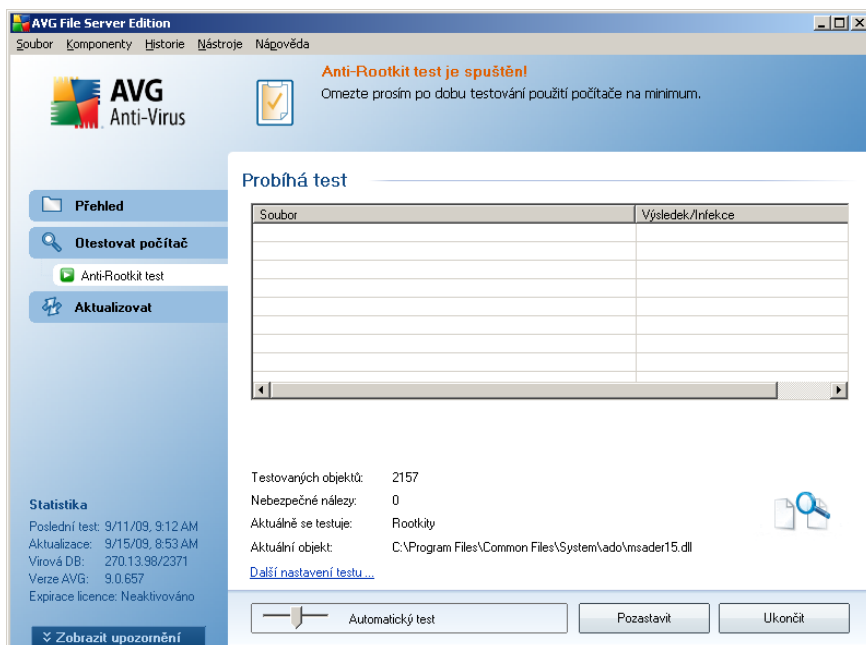 AVG File Server Edition
Soubor Komponenty Historie Nástroje Nápověda
AVG
Anti-Virus
Anti-Rootkit test je spuštěn!
Omezte prosím po dobu testování použití počítače na minimum.
Přehled
Otestovat počítač
Anti-Rootkit test
Aktualizovat
Probíhá test
Soubor Výsledek/Infekce
Testovaných objektů: 2157
Nebezpečné nálezy: 0
Aktuálně se testuje: Rootkity
Aktuální objekt: C:\Program Files\Common Files\System\ado\msader15.dll
Další nastavení testu ...
Statistika
Poslední test: 9/11/09, 9:12 AM
Aktualizace: 9/15/09, 8:53 AM
Virová DB: 270.13.98/2371
Verze AVG: 9.0.657
Expirace licence: Neaktivováno
Zobrazit upozornění
Automatický test
Pozastavit
Ukončit